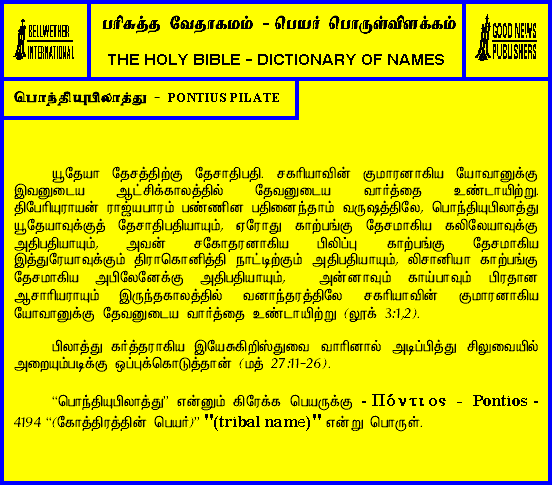 BELLWETHER
INTERNATIONAL
பரிசுத்த வேதாகமம் - பெயர் பொருள்விளக்கம்
THE HOLY BIBLE - DICTIONARY OF NAMES
GOOD NEWS
PUBLISHERS
பொந்தியுபிலாத்து - PONTIUS PILATE
யூதேயா தேசத்திற்கு தேசாதிபதி. சகரியாவின் குமாரனாகிய யோவானுக்கு
இவனுடைய ஆட்சிக்காலத்தில் தேவனுடைய வார்த்தை உண்டாயிற்று.
திபேரியுராயன் ராஜ்யபாரம் பண்ணின பதினைந்தாம் வருஷத்திலே, பொந்தியுபிலாத்து
யூதேயாவுக்குத் தேசாதிபதியாயும், ஏரோது காற்பங்கு தேசமாகிய கலிலேயாவுக்கு
அதிபதியாயும், அவன் சகோதரனாகிய பிலிப்பு காற்பங்கு தேசமாகிய
இத்துரேயாவுக்கும் திராகொனித்தி நாட்டிற்கும் அதிபதியாயும், லிசானியா காற்பங்கு
தேசமாகிய அபிலேனேக்கு அதிபதியாயும், அன்னாவும் காய்பாவும் பிரதான
ஆசாரியராயும் இருந்தகாலத்தில் வனாந்தரத்திலே சகரியாவின் குமாரனாகிய
யோவானுக்கு தேவனுடைய வார்த்தை உண்டாயிற்று (லூக் 3:1,2).
பிலாத்து கர்த்தராகிய இயேசுகிறிஸ்துவை வாரினால் அடிப்பித்து சிலுவையில்
அறையும்படிக்கு ஒப்புக்கொடுத்தான் (மத் 27:11-26).
“பொந்தியுபிலாத்து” என்னும் கிரேக்க பெயருக்கு - Πόντιος - Pontios -
4194 “(கோத்திரத்தின் பெயர்)” "(tribal name)" என்று பொருள்.